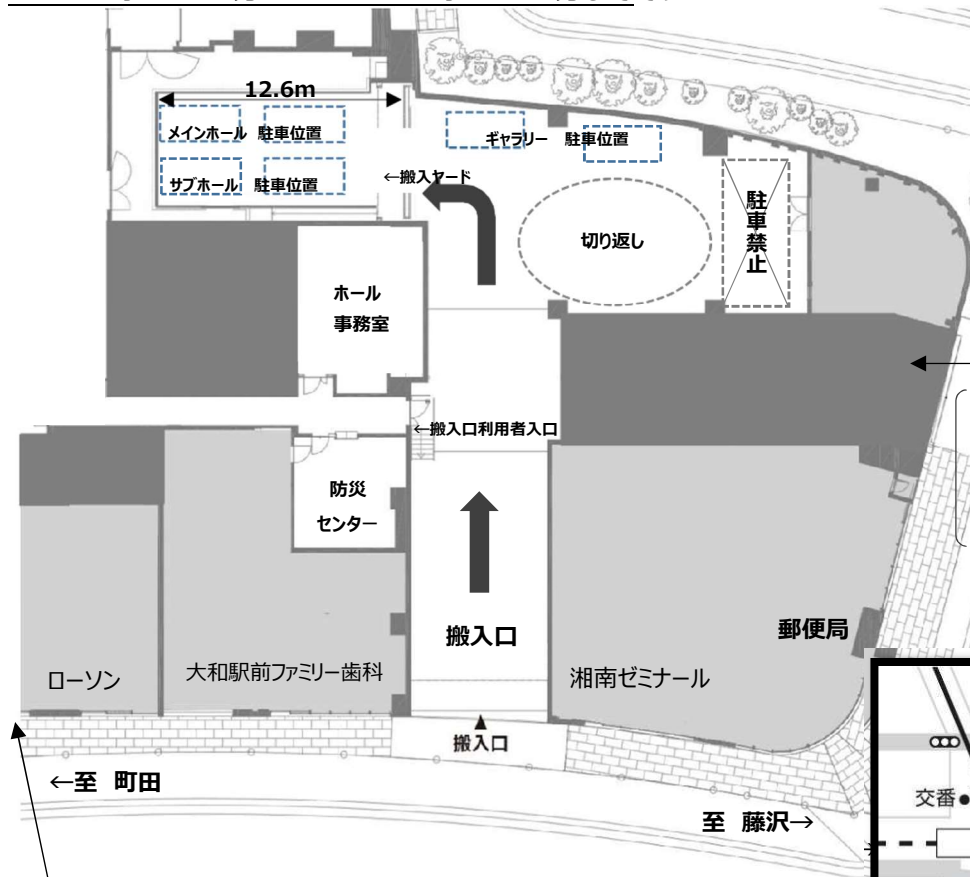 12.6m
メインホール 駐車位置
ギャラリー 駐車位置
サブホール 駐車位置
←搬入ヤード
駐車禁止
切り返し
ホール
事務室
←搬入口利用者入口
防災
センター
搬入口
郵便局
ローソン
大和駅前ファミリー歯科
湘南ゼミナール
搬入口
←至 町田
交番
至 藤沢→